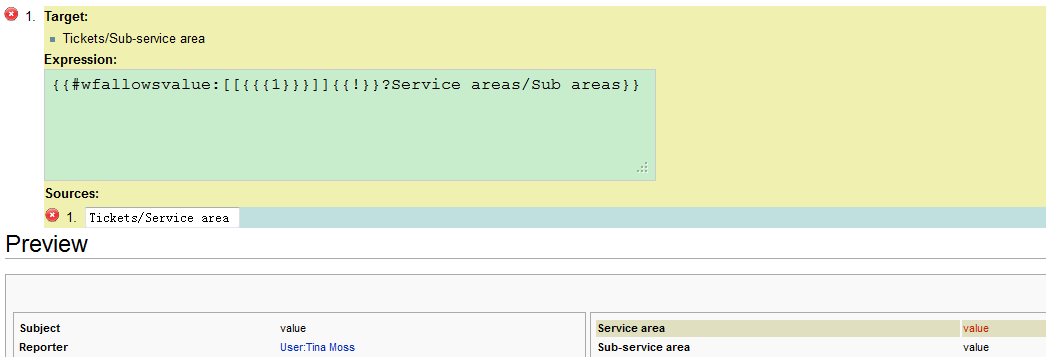 1. Target:
Tickets/Sub-service area
Expression:
{{#wfallowsvalue:[[{{{1}}}]]{{!}}?Service areas/Sub areas}}
Sources:
1. Tickets/Service area
Preview
Subject value
Service area value
Reporter User:Tina Moss
Sub-service area value